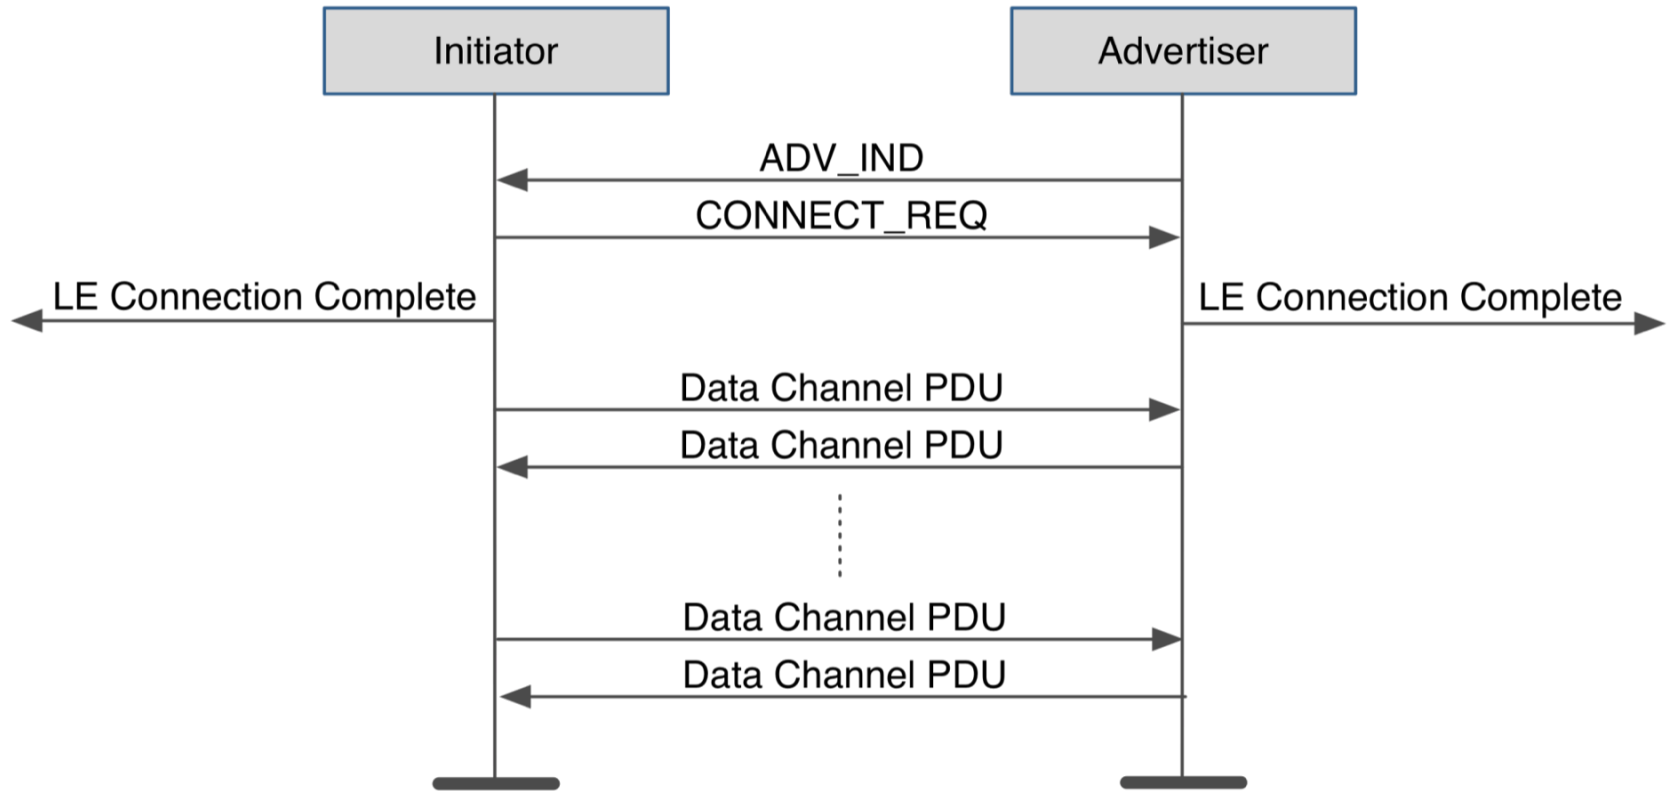 Initiator
Advertiser
ADV_IND
CONNECT_REQ
LE Connection Complete
LE Connection Complete
Data Channel PDU
Data Channel PDU
Data Channel PDU
Data Channel PDU